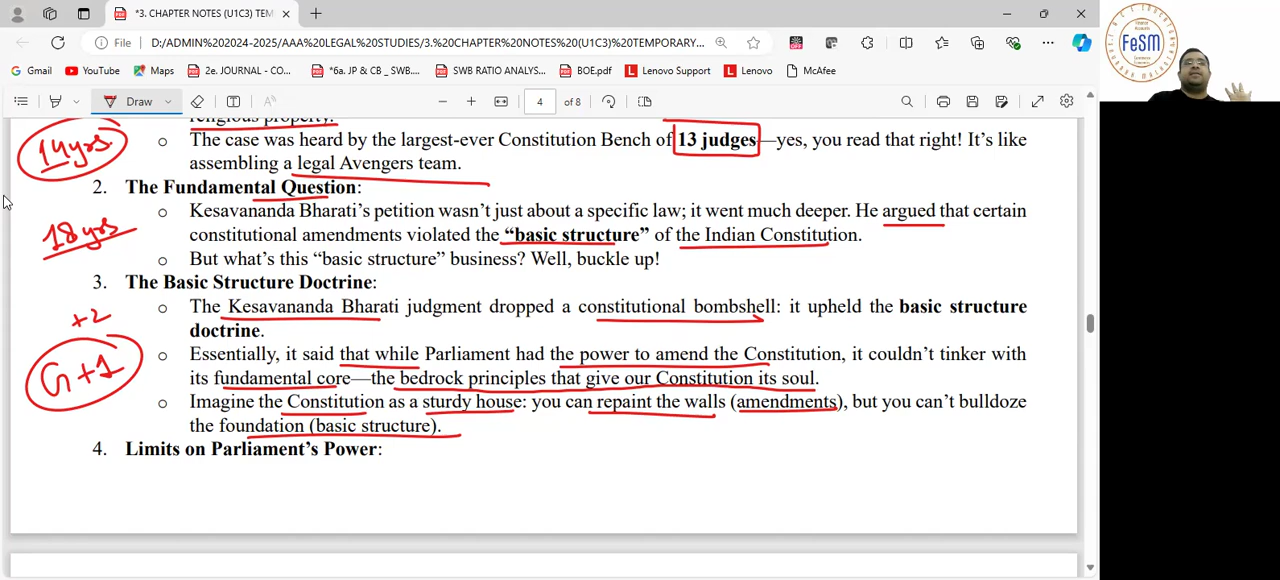 *3. CHAPTER NOTES (U1C3) TEM
File
D:/ADMIN%202024-2025/AAA%20LEGAL%20STUDIES/3.%20CHAPTER%20NOTES%20(U1C3)%20TEMPORARY...
Gmail
YouTube
Maps
2e. JOURNAL - CO...
*6a. JP & CB _ SWB....
SWB RATIO ANALYS...
BOE.pdf
Lenovo Support
Lenovo
McAfee
Draw
4 of 8
FeSM
religious property.
14yrs.
The case was heard by the largest-ever Constitution Bench of 13 judges—yes, you read that right! It’s like
assembling a legal Avengers team.
2. The Fundamental Question:
18yrs
Kesavananda Bharati’s petition wasn’t just about a specific law; it went much deeper. He argued that certain
constitutional amendments violated the “basic structure” of the Indian Constitution.
But what’s this “basic structure” business? Well, buckle up!
3. The Basic Structure Doctrine:
The Kesavananda Bharati judgment dropped a constitutional bombshell: it upheld the basic structure
doctrine.
+2
G+1
Essentially, it said that while Parliament had the power to amend the Constitution, it couldn’t tinker with
its fundamental core—the bedrock principles that give our Constitution its soul.
Imagine the Constitution as a sturdy house: you can repaint the walls (amendments), but you can’t bulldoze
the foundation (basic structure).
4. Limits on Parliament’s Power: